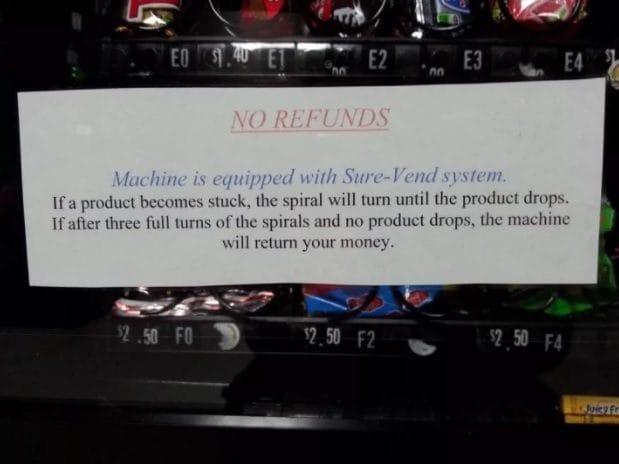 E0 $1.40 E1 E2 E3 E4
NO REFUNDS
Machine is equipped with Sure-Vend system.
If a product becomes stuck, the spiral will turn until the product drops.
If after three full turns of the spirals and no product drops, the machine
will return your money.
$2.50 F0 $2.50 F2 $2.50 F4
Juicy Fr